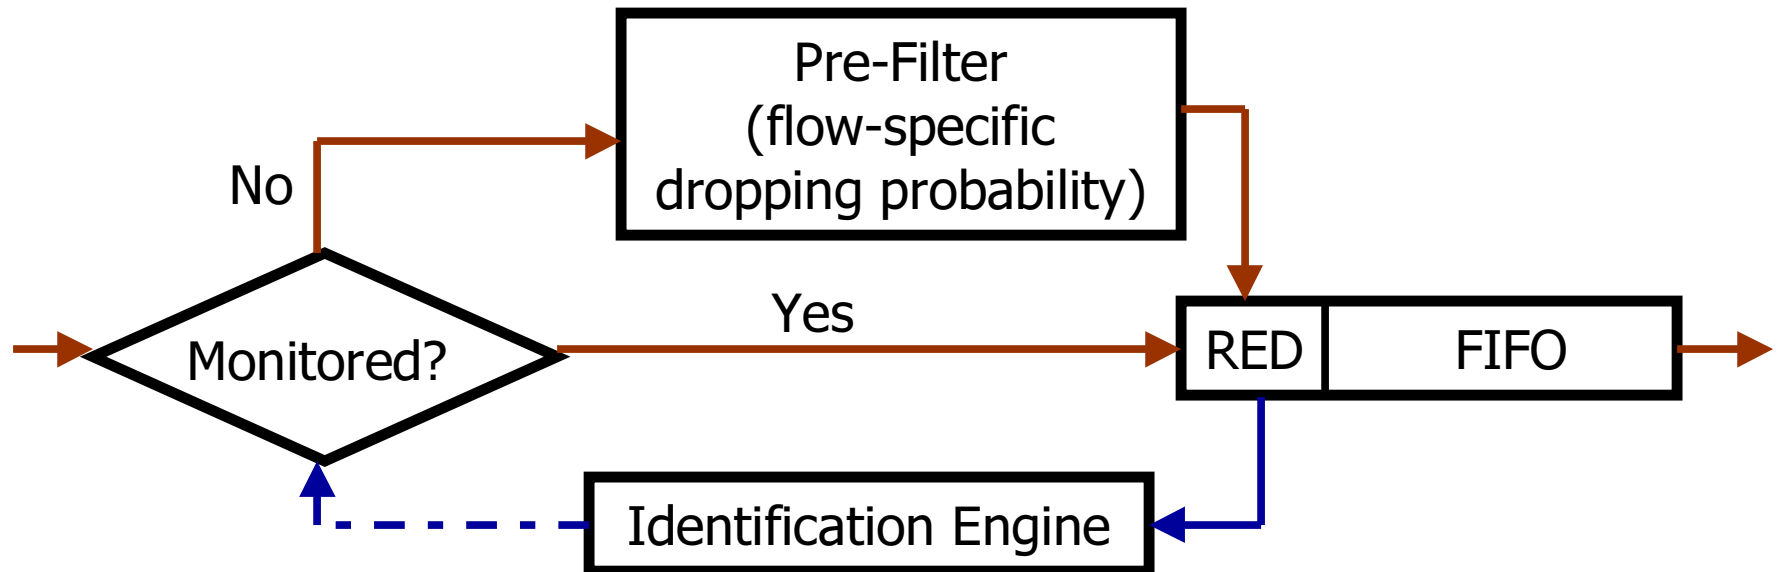 Pre-Filter
(flow-specific
dropping probability)
No
Yes
Monitored?
RED
FIFO
Identification Engine